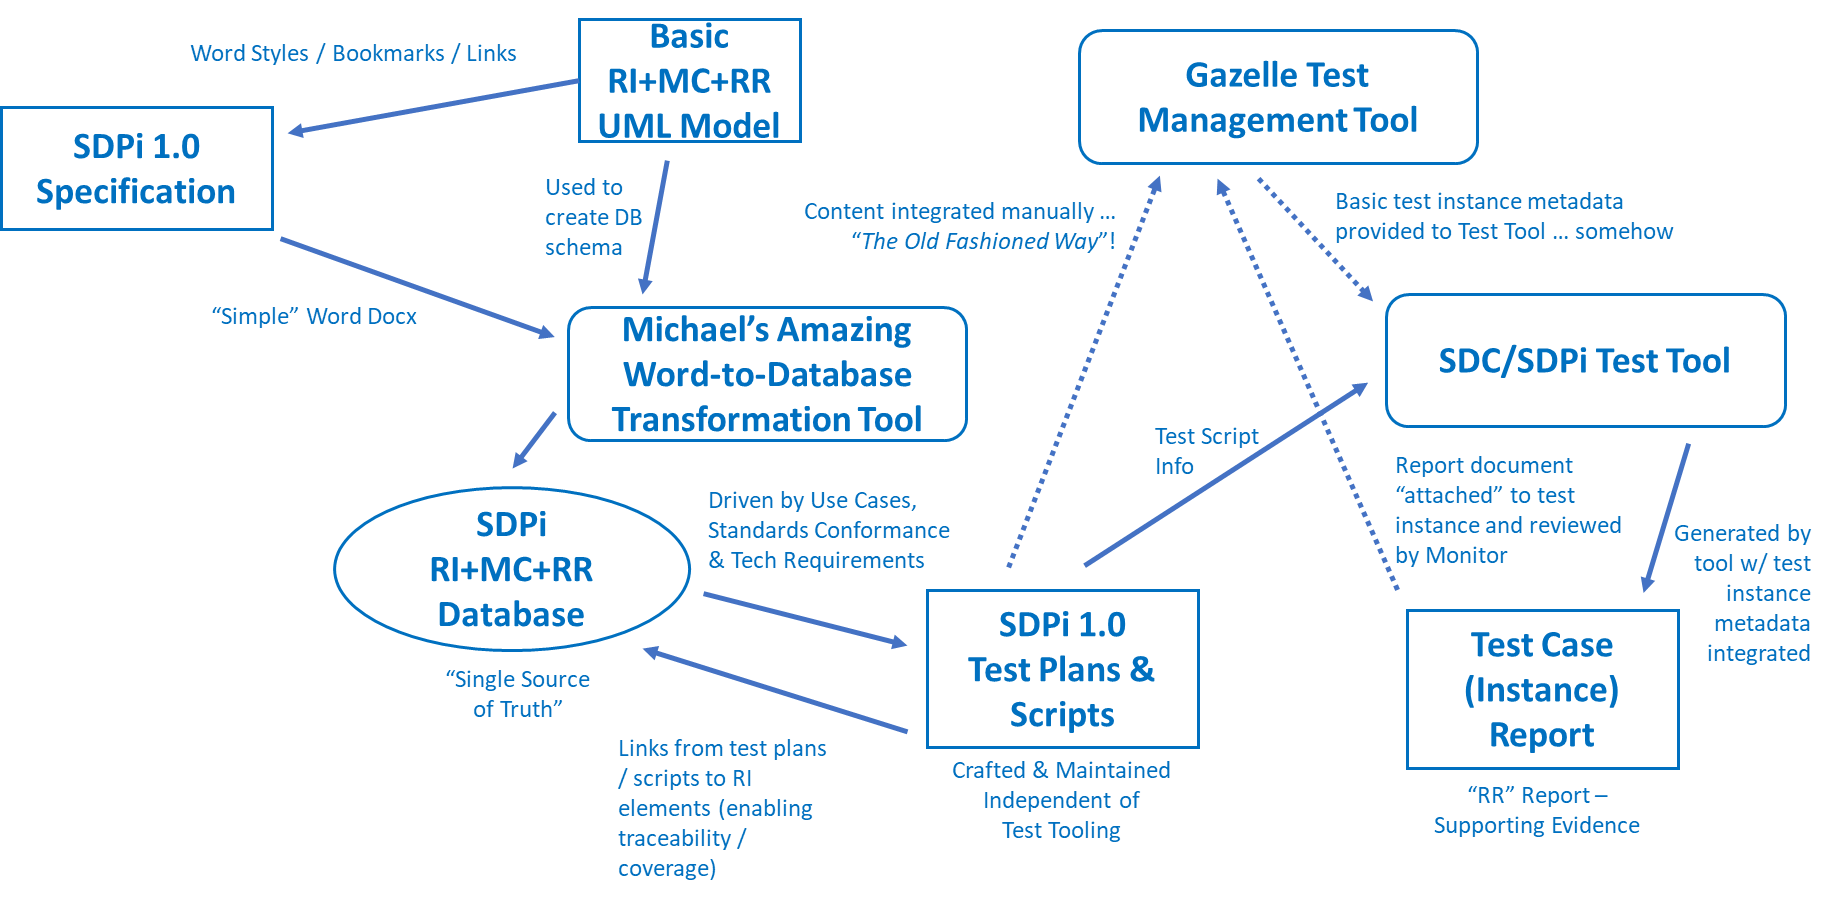 Word Styles / Bookmarks / Links
Basic
RI+MC+RR
UML Model
Gazelle Test
Management Tool
SDPi 1.0
Specification
Used to
create DB
schema
Content integrated manually ...
“The Old Fashioned Way”!
Basic test instance metadata
provided to Test Tool ... somehow
“Simple” Word Docx
Michael’s Amazing
Word-to-Database
Transformation Tool
SDC/SDPi Test Tool
Test Script
Info
Report document
“attached” to test
instance and reviewed
by Monitor
Generated by
tool w/ test
instance
metadata
integrated
SDPi
RI+MC+RR
Database
Driven by Use Cases,
Standards Conformance
& Tech Requirements
“Single Source
of Truth”
SDPi 1.0
Test Plans &
Scripts
Test Case
(Instance)
Report
Links from test plans
/ scripts to RI
elements (enabling
traceability /
coverage)
Crafted & Maintained
Independent of
Test Tooling
“RR” Report –
Supporting Evidence